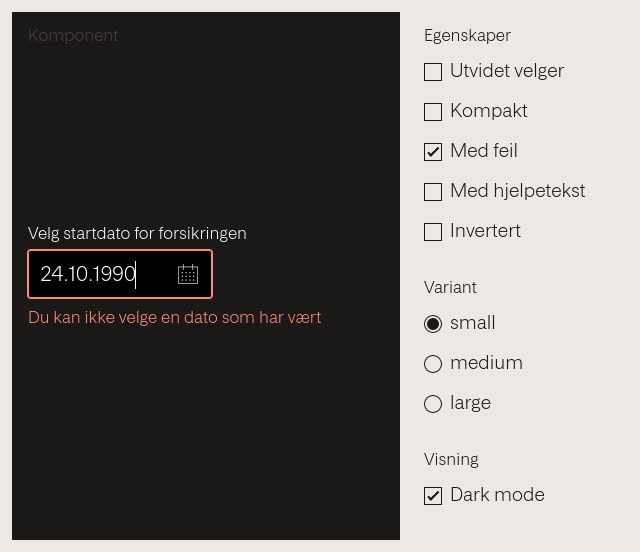 Komponent
Velg startdato for forsikringen
24.10.1990
Du kan ikke velge en dato som har vært
Egenskaper
Utvidet velger
Kompakt
Med feil
Med hjelpetekst
Invertert
Variant
small
medium
large
Visning
Dark mode